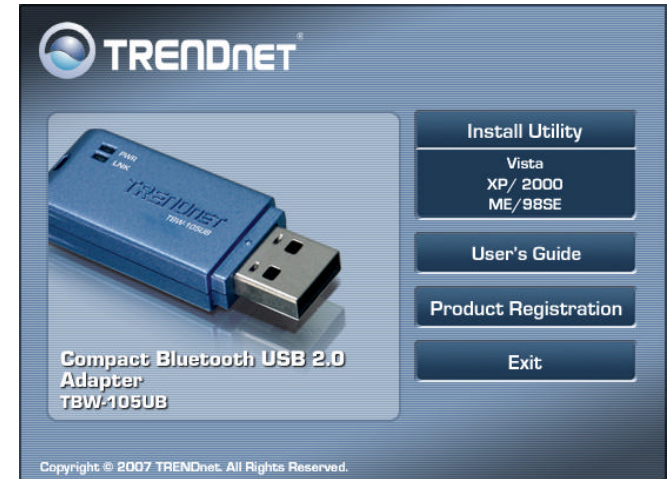 TRENDnet®
PWR
LNK
TRENDnet
TBW-105UB
Compact Bluetooth USB 2.0
Adapter
TBW-105UB
Install Utility
Vista
XP/ 2000
ME/98SE
User's Guide
Product Registration
Exit
Copyright © 2007 TRENDnet. All Rights Reserved.